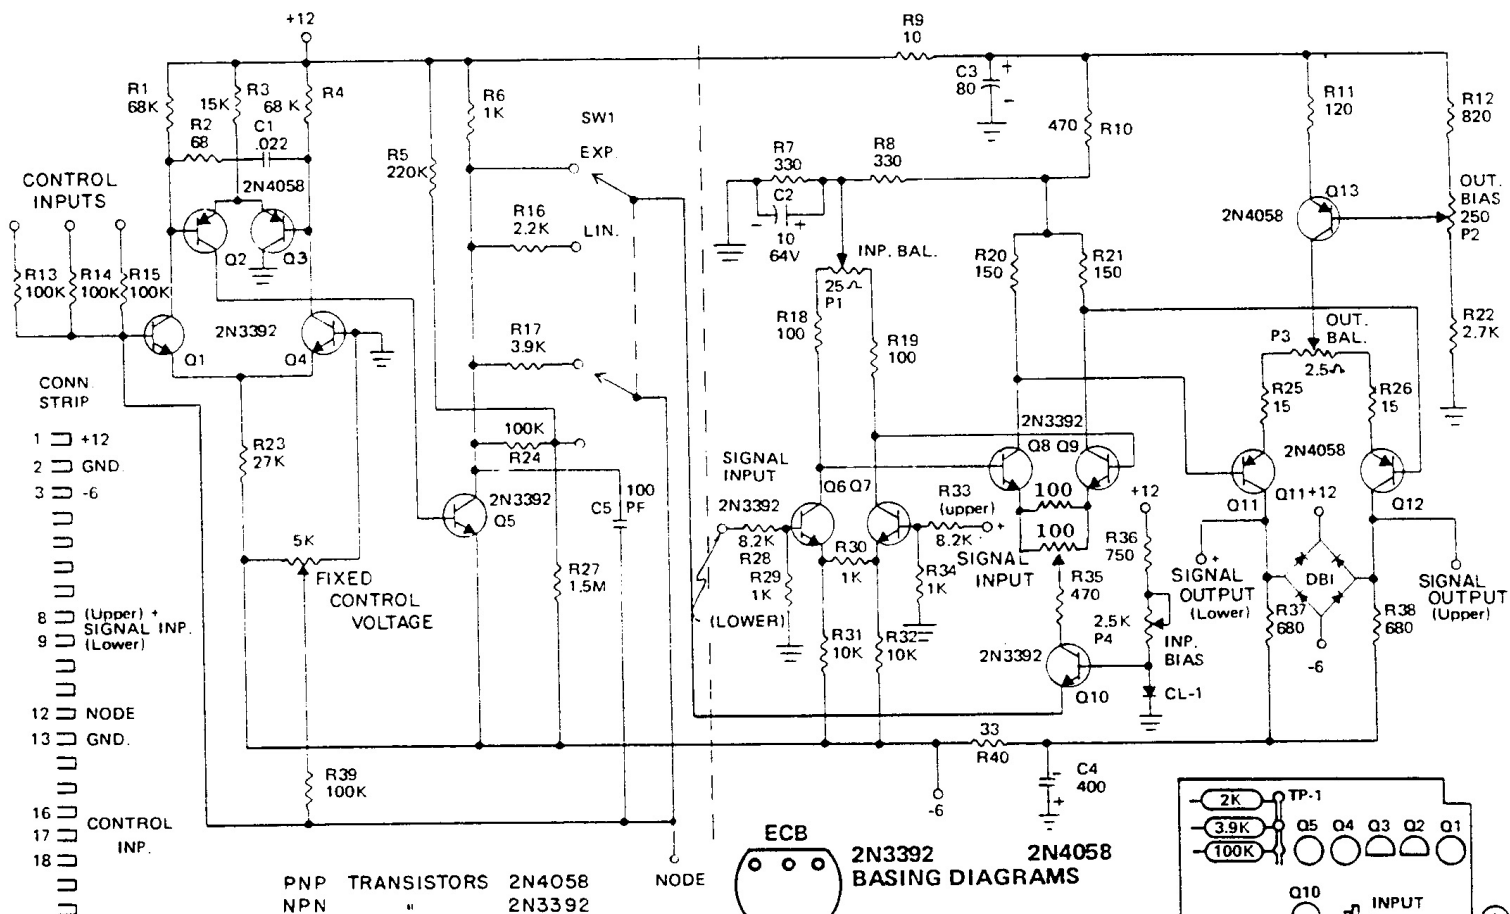 +12
R9
10
R1
68K
R3
15K
68 K
R4
R2
68
C1
.022
R6
1K
SW1
EXP.
R5
220K
C3
80
470
R10
R11
120
R12
820
R7
330
R8
330
C2
10
64V
CONTROL
INPUTS
2N4058
Q2
Q3
R16
2.2K
LIN.
INP. BAL.
25Ω
P1
R20
150
R21
150
Q13
2N4058
OUT.
BIAS
250
P2
R13
100K
R14
100K
R15
100K
2N3392
Q1
Q4
R17
3.9K
R18
100
R19
100
P3
OUT.
BAL.
2.5Ω
R22
2.7K
CONN.
STRIP
1 +12
2 GND.
3 -6
R23
27K
100K
R24
2N3392
Q5
C5
100
PF
SIGNAL
INPUT
2N3392
8.2K
R28
R29
1K
(LOWER)
Q6 Q7
R30
1K
R33
(upper)
+
8.2K
SIGNAL
INPUT
R34
1K
2N3392
Q8 Q9
100
100
R25
15
R26
15
2N4058
Q11
Q11+12
Q12
+12
R36
750
R35
470
2.5K
P4
INP.
BIAS
CL-1
2N3392
Q10
+
SIGNAL
OUTPUT
(Lower)
DB1
-6
R37
680
R38
680
-
SIGNAL
OUTPUT
(Upper)
5K
FIXED
CONTROL
VOLTAGE
R27
1.5M
R31
10K
R32
10K
8 (Upper) +
SIGNAL INP.
9 (Lower) -
12 NODE
13 GND.
16
17
18
CONTROL
INP.
R39
100K
33
R40
-6
C4
400
NODE
PNP TRANSISTORS 2N4058
NPN " 2N3392
ECB
2N3392 2N4058
BASING DIAGRAMS
2K
3.9K
100K
TP-1
Q5 Q4 Q3 Q2 Q1
Q10
INPUT